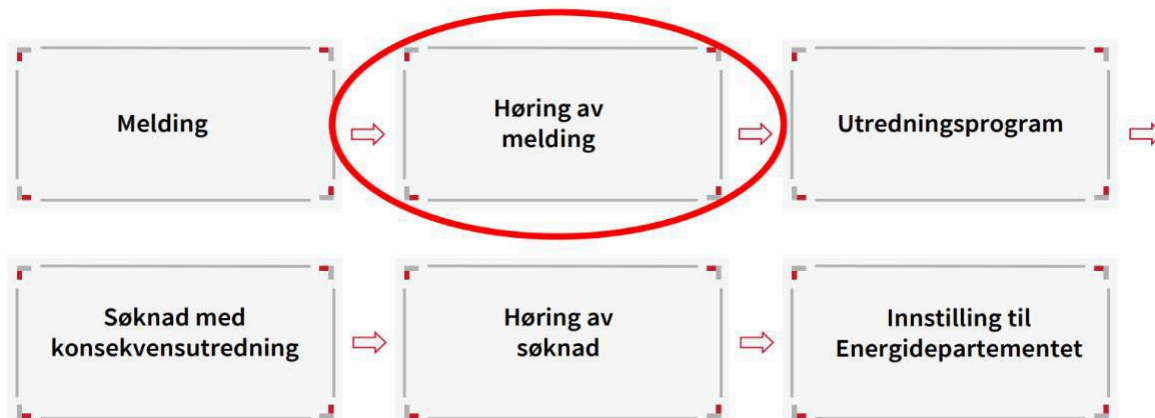 Melding
Høring av
melding
Utredningsprogram
Søknad med
konsekvensutredning
Høring av
søknad
Innstilling til
Energidepartementet